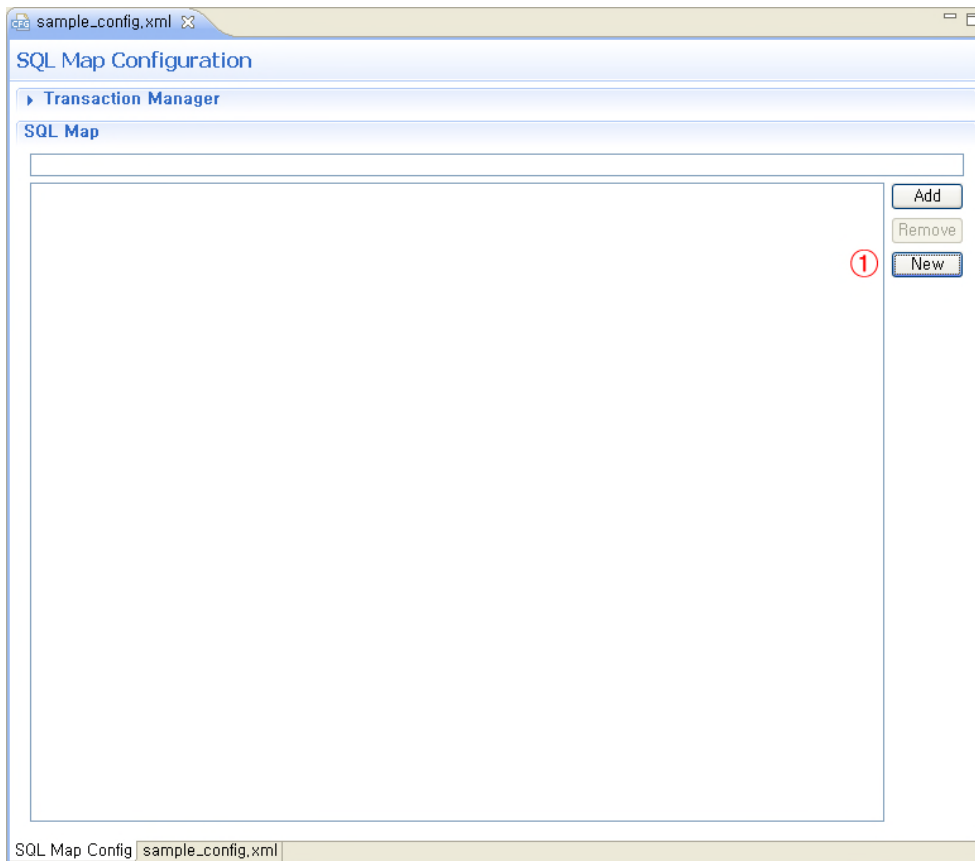 sample_config.xml
SQL Map Configuration
Transaction Manager
SQL Map
Add
Remove
① New
SQL Map Config sample_config.xml